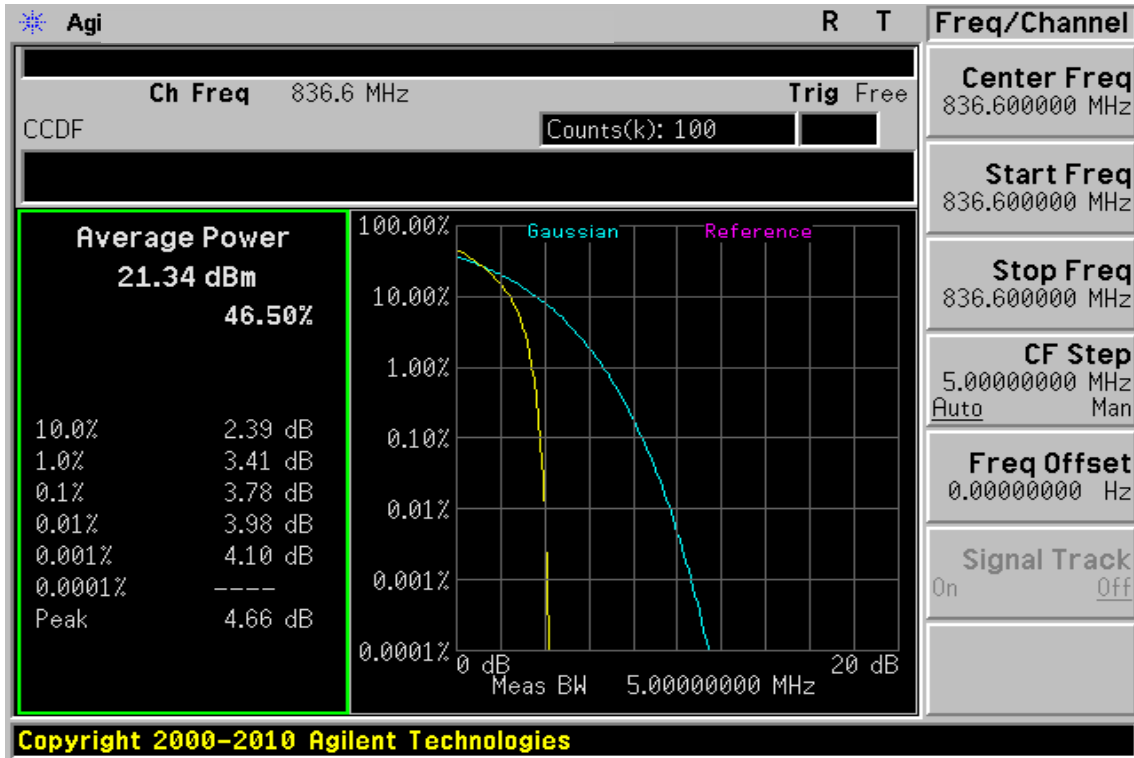 Agi R T
Freq/Channel
Ch Freq 836.6 MHz Trig Free
CCDF Counts(k): 100
Average Power
21.34 dBm
46.50%
10.0% 2.39 dB
1.0% 3.41 dB
0.1% 3.78 dB
0.01% 3.98 dB
0.001% 4.10 dB
0.0001% ----
Peak 4.66 dB
Gaussian Reference
100.00%
10.00%
1.00%
0.10%
0.01%
0.001%
0.0001%
0 dB 20 dB
Meas BW 5.00000000 MHz
Center Freq
836.600000 MHz
Start Freq
836.600000 MHz
Stop Freq
836.600000 MHz
CF Step
5.00000000 MHz
Auto Man
Freq Offset
0.00000000 Hz
Signal Track
On Off
Copyright 2000-2010 Agilent Technologies